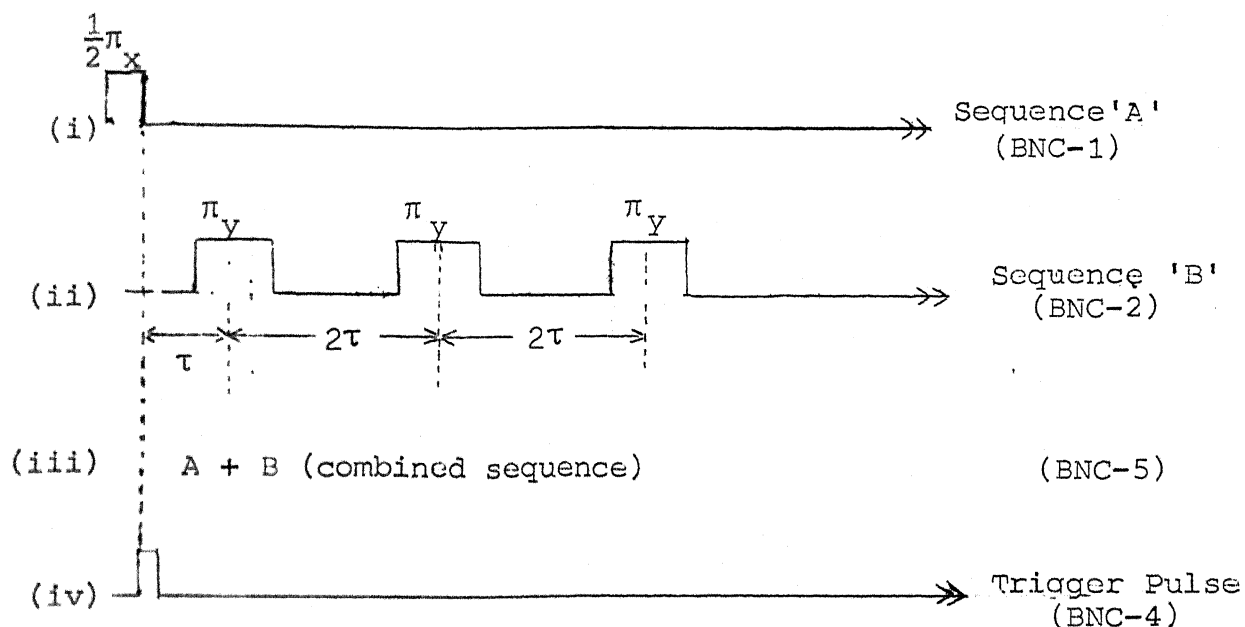 ½π_x
(i)
Sequence'A'
(BNC-1)
π_y π_y π_y
(ii)
Sequence 'B'
(BNC-2)
τ 2τ 2τ
(iii) A + B (combined sequence) (BNC-5)
(iv)
Trigger Pulse
(BNC-4)